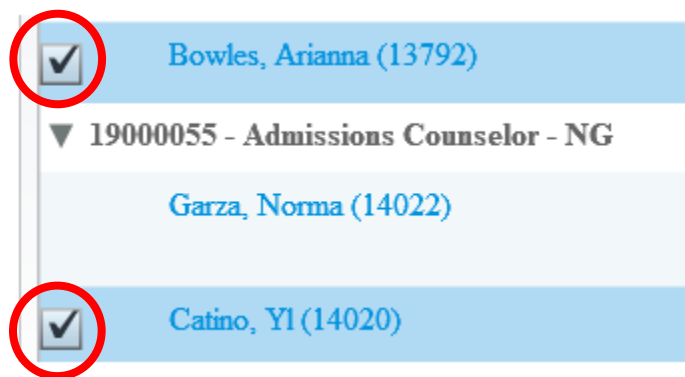 Bowles, Arianna (13792)
19000055 - Admissions Counselor - NG
Garza, Norma (14022)
Catino, Yl (14020)